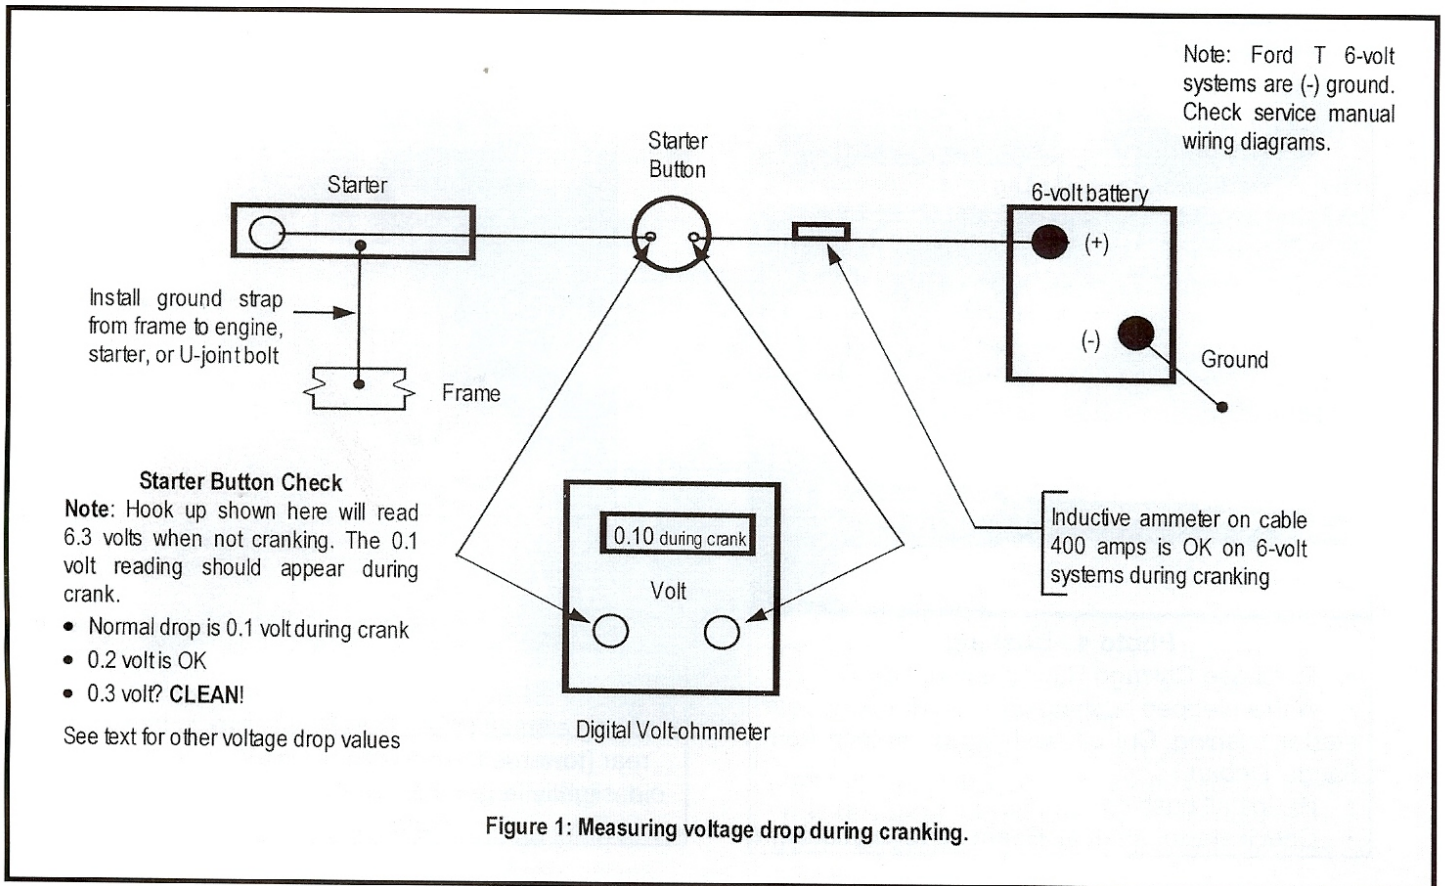 Note: Ford T 6-volt
systems are (-) ground.
Check service manual
wiring diagrams.
Starter
Button
Starter
6-volt battery
(+)
(-)
Ground
Install ground strap
from frame to engine,
starter, or U-joint bolt
Frame
Starter Button Check
Note: Hook up shown here will read
6.3 volts when not cranking. The 0.1
volt reading should appear during
crank.
• Normal drop is 0.1 volt during crank
• 0.2 volt is OK
• 0.3 volt? CLEAN!
See text for other voltage drop values
0.10 during crank
Volt
Digital Volt-ohmmeter
Inductive ammeter on cable
400 amps is OK on 6-volt
systems during cranking
Figure 1: Measuring voltage drop during cranking.